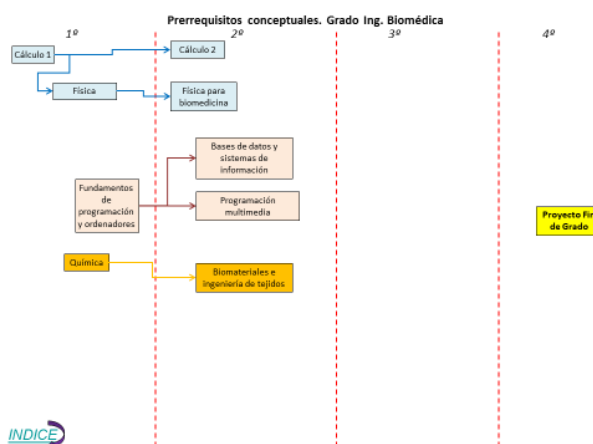 Prerrequisitos conceptuales. Grado Ing. Biomédica
1º
2º
3º
4º
Cálculo 1
Cálculo 2
Física
Física para
biomedicina
Bases de datos y
sistemas de
información
Fundamentos
de
programación
y ordenadores
Programación
multimedia
Proyecto Fin
de Grado
Química
Biomateriales e
ingeniería de tejidos
INDICE